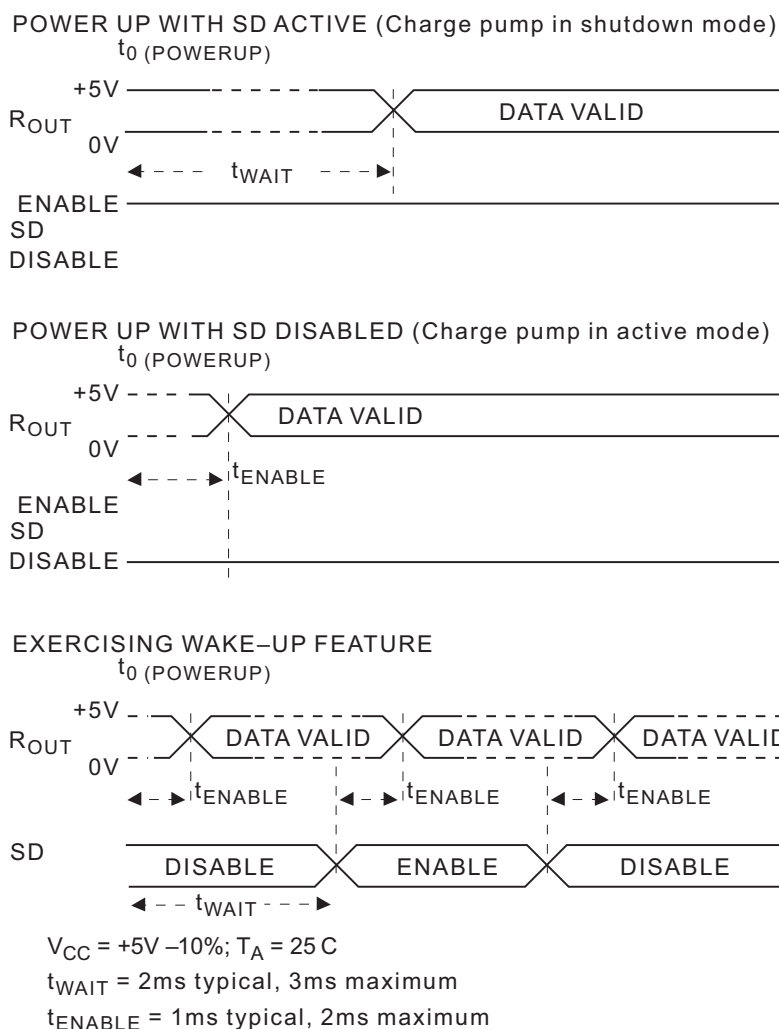 POWER UP WITH SD ACTIVE (Charge pump in shutdown mode)
t0 (POWERUP)
+5V
ROUT
DATA VALID
0V
tWAIT
ENABLE
SD
DISABLE
POWER UP WITH SD DISABLED (Charge pump in active mode)
t0 (POWERUP)
+5V
ROUT
DATA VALID
0V
tENABLE
ENABLE
SD
DISABLE
EXERCISING WAKE–UP FEATURE
t0 (POWERUP)
+5V
ROUT
DATA VALID DATA VALID DATA VALID
0V
tENABLE tENABLE tENABLE
SD
DISABLE ENABLE DISABLE
tWAIT
VCC = +5V –10%; TA = 25 C
tWAIT = 2ms typical, 3ms maximum
tENABLE = 1ms typical, 2ms maximum